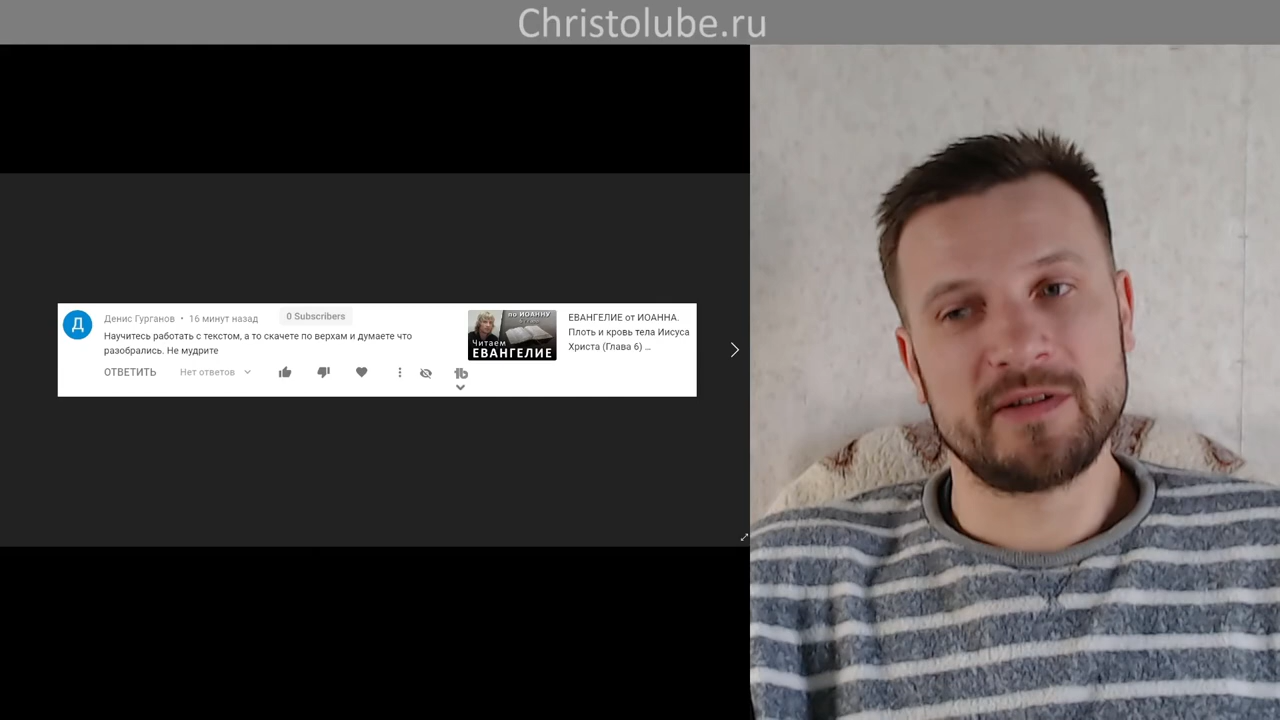 Christolube.ru
Д
Денис Гурганов • 16 минут назад
0 Subscribers
Научитесь работать с текстом, а то скачете по верхам и думаете что
разобрались. Не мудрите
ОТВЕТИТЬ
Нет ответов
по ИОАННУ
Читаем
ЕВАНГЕЛИЕ
ЕВАНГЕЛИЕ от ИОАННА.
Плоть и кровь тела Иисуса
Христа (Глава 6) ...